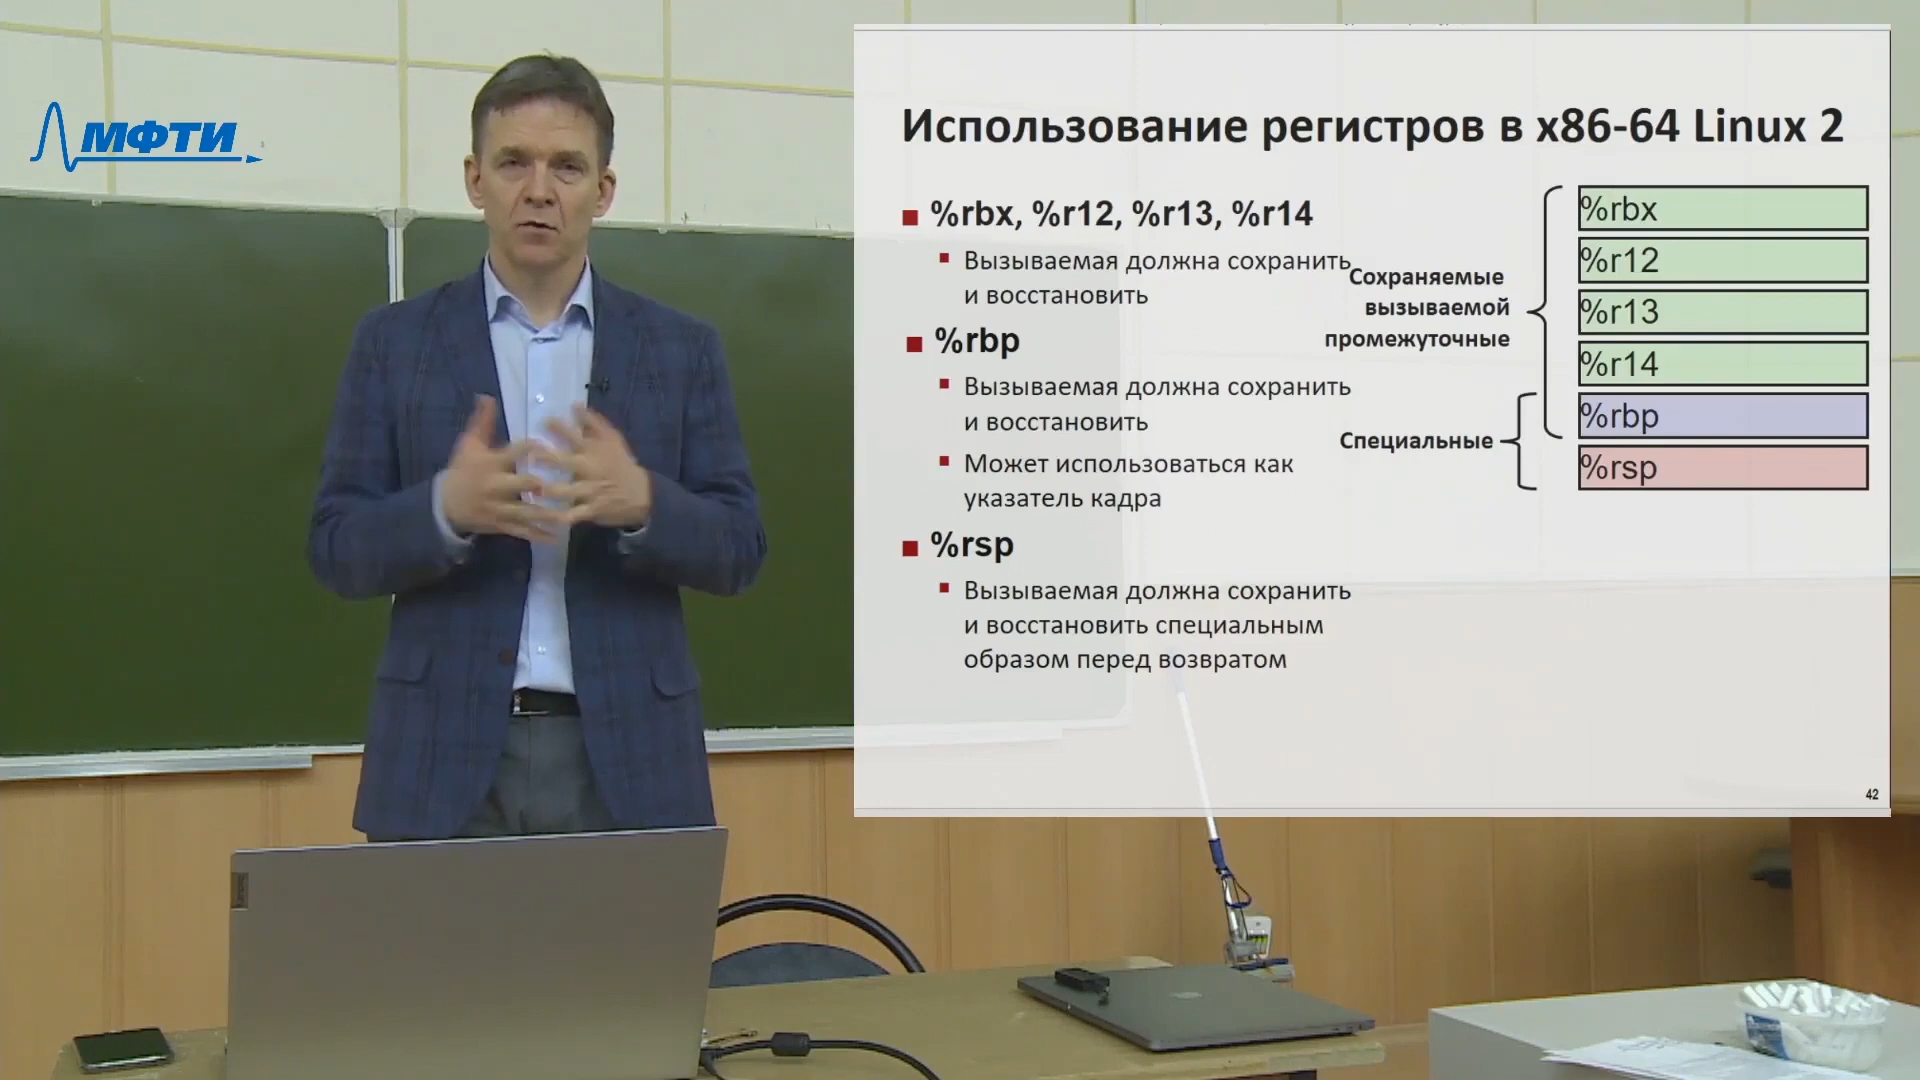 МФТИ
Использование регистров в x86-64 Linux 2
%rbx, %r12, %r13, %r14
Вызываемая должна сохранить
и восстановить
%rbp
Вызываемая должна сохранить
и восстановить
Может использоваться как
указатель кадра
%rsp
Вызываемая должна сохранить
и восстановить специальным
образом перед возвратом
Сохраняемые
вызываемой
промежуточные
Специальные
%rbx
%r12
%r13
%r14
%rbp
%rsp
42